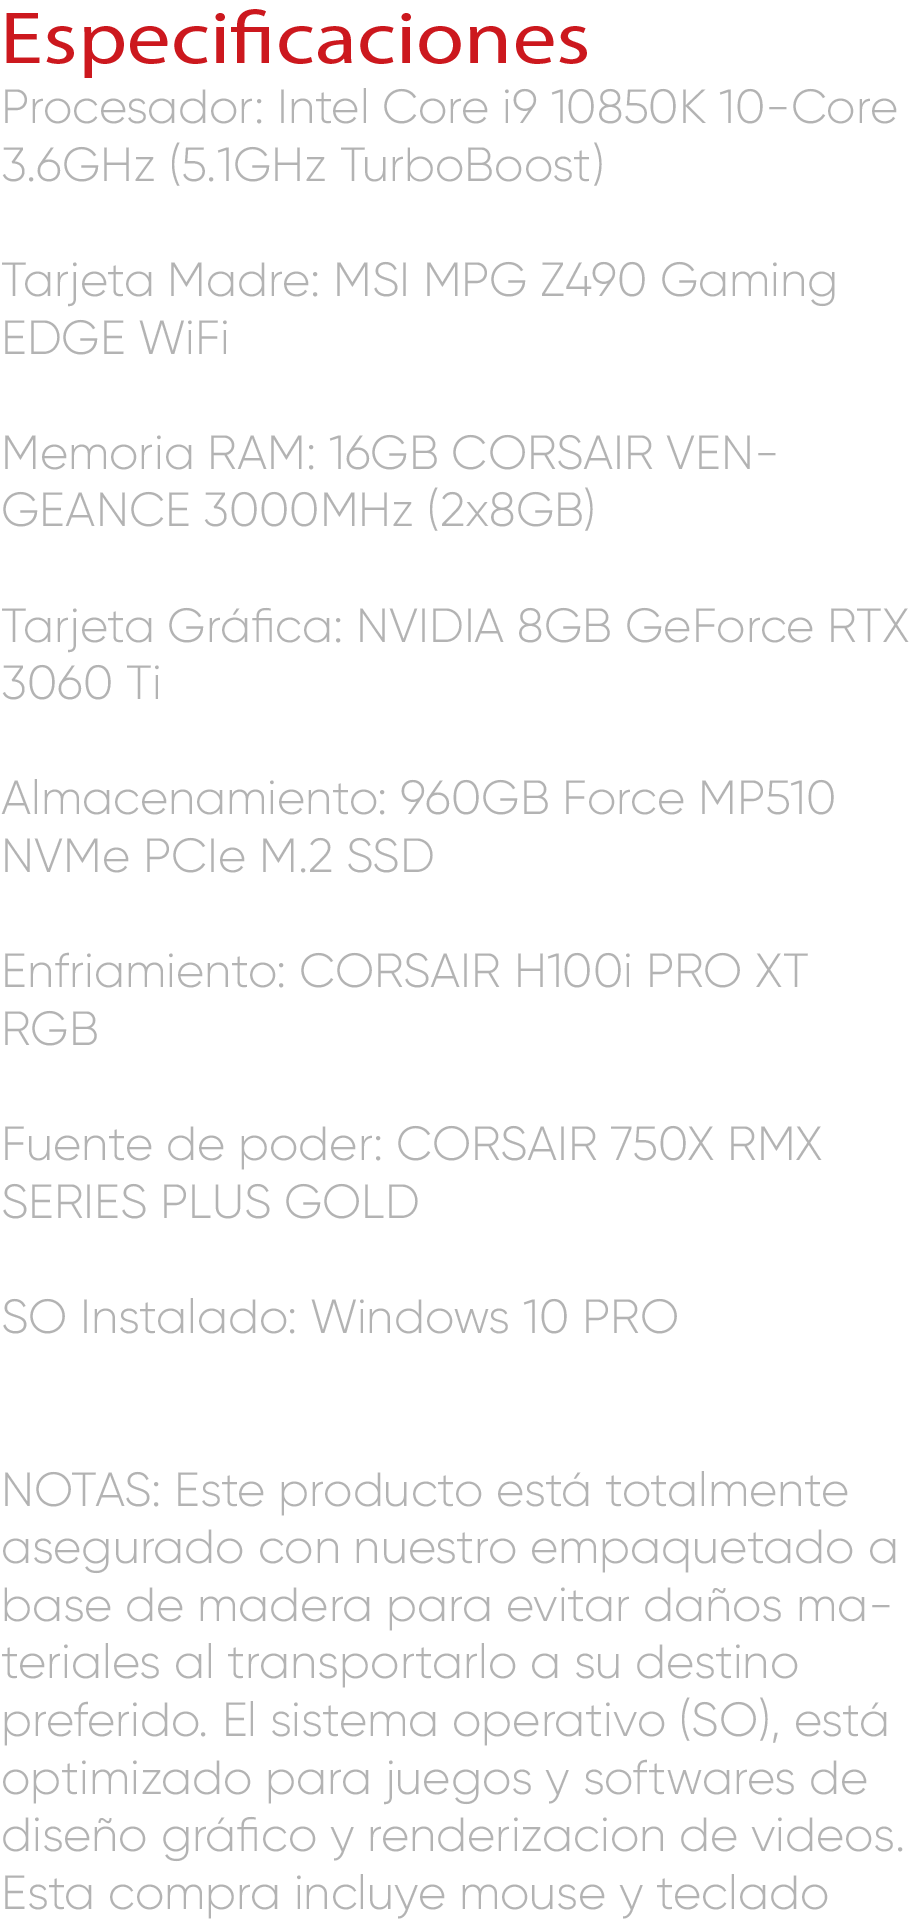 Especificaciones
Procesador: Intel Core i9 10850K 10-Core
3.6GHz (5.1GHz TurboBoost)
Tarjeta Madre: MSI MPG Z490 Gaming
EDGE WiFi
Memoria RAM: 16GB CORSAIR VEN-
GEANCE 3000MHz (2x8GB)
Tarjeta Gráfica: NVIDIA 8GB GeForce RTX
3060 Ti
Almacenamiento: 960GB Force MP510
NVMe PCIe M.2 SSD
Enfriamiento: CORSAIR H100i PRO XT
RGB
Fuente de poder: CORSAIR 750X RMX
SERIES PLUS GOLD
SO Instalado: Windows 10 PRO
NOTAS: Este producto está totalmente
asegurado con nuestro empaquetado a
base de madera para evitar daños ma-
teriales al transportarlo a su destino
preferido. El sistema operativo (SO), está
optimizado para juegos y softwares de
diseño gráfico y renderizacion de videos.
Esta compra incluye mouse y teclado